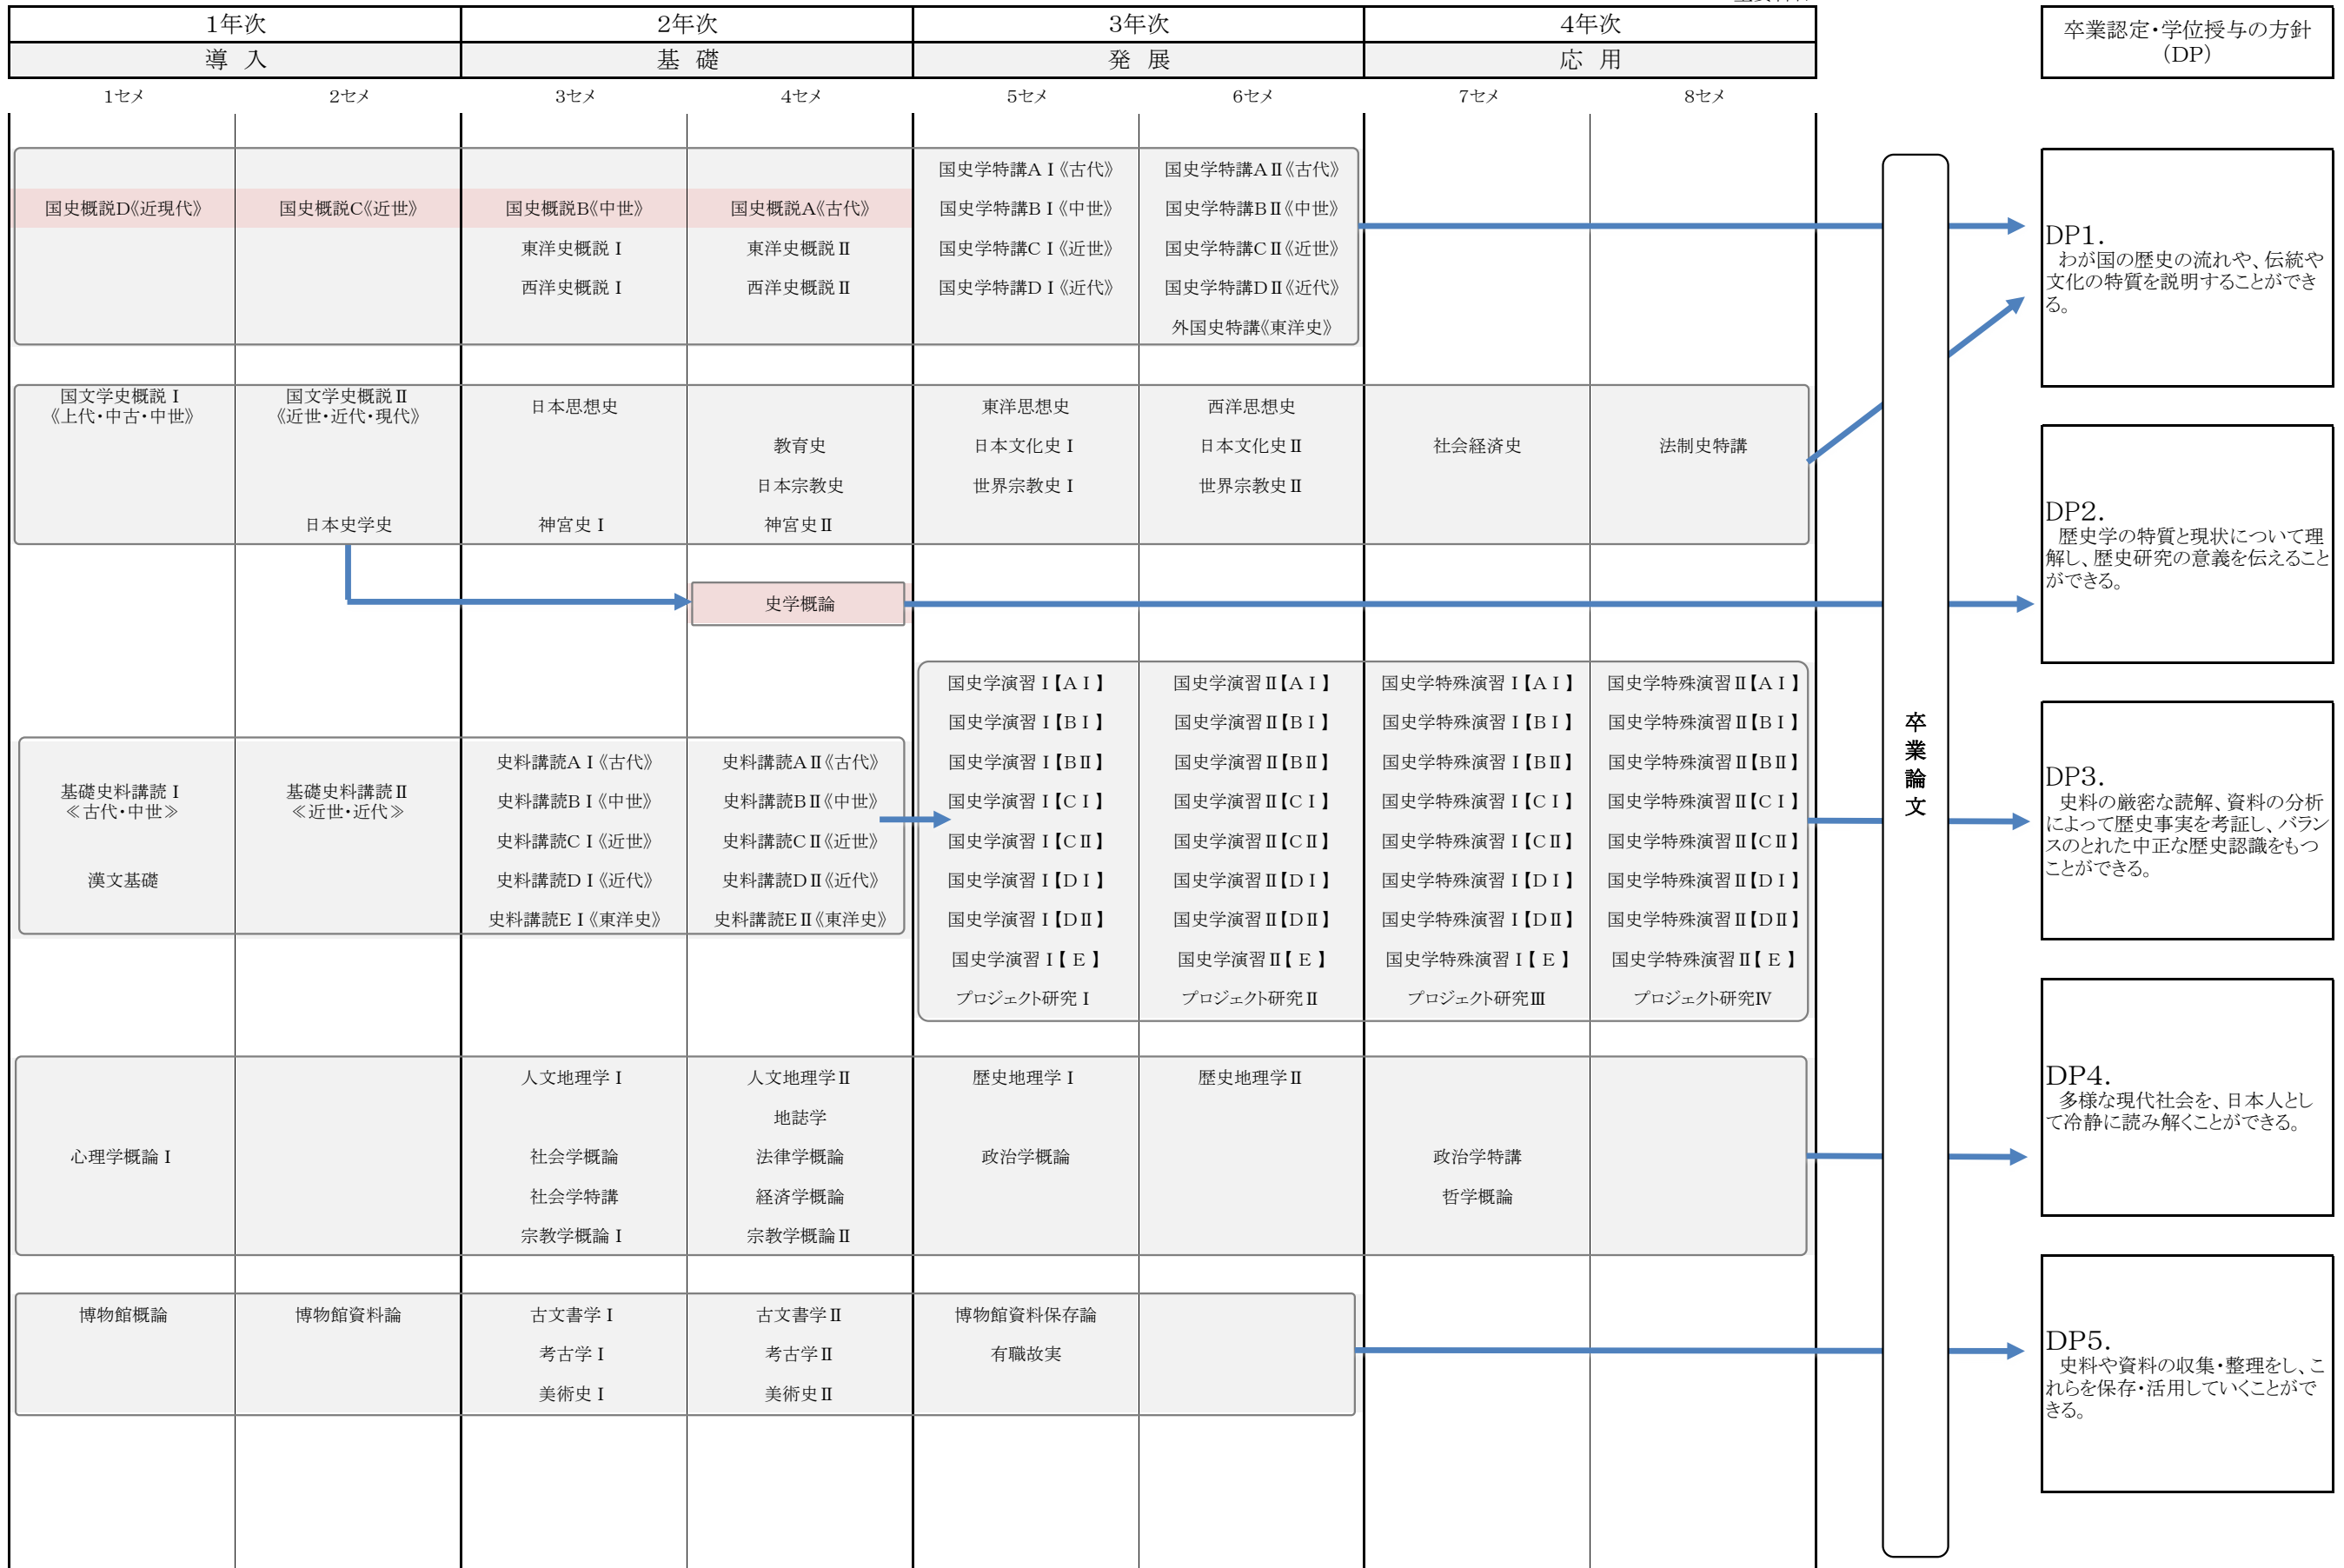 1年次 2年次 3年次 4年次
導 入 基 礎 発 展 応 用
卒業認定・学位授与の方針
(DP)
1セメ 2セメ 3セメ 4セメ 5セメ 6セメ 7セメ 8セメ
国史学特講AⅠ《古代》 国史学特講AⅡ《古代》
国史概説D《近現代》 国史概説C《近世》 国史概説B《中世》 国史概説A《古代》 国史学特講BⅠ《中世》 国史学特講BⅡ《中世》
東洋史概説Ⅰ 東洋史概説Ⅱ 国史学特講CⅠ《近世》 国史学特講CⅡ《近世》
西洋史概説Ⅰ 西洋史概説Ⅱ 国史学特講DⅠ《近代》 国史学特講DⅡ《近代》
外国史特講《東洋史》
国文学史概説Ⅰ
《上代・中古・中世》
国文学史概説Ⅱ
《近世・近代・現代》
日本思想史 東洋思想史 西洋思想史
教育史 日本文化史Ⅰ 日本文化史Ⅱ 社会経済史 法制史特講
日本宗教史 世界宗教史Ⅰ 世界宗教史Ⅱ
日本史学史 神宮史Ⅰ 神宮史Ⅱ
史学概論
国史学演習Ⅰ【AⅠ】 国史学演習Ⅱ【AⅠ】 国史学特殊演習Ⅰ【AⅠ】 国史学特殊演習Ⅱ【AⅠ】
国史学演習Ⅰ【BⅠ】 国史学演習Ⅱ【BⅠ】 国史学特殊演習Ⅰ【BⅠ】 国史学特殊演習Ⅱ【BⅠ】
史料講読AⅠ《古代》 史料講読AⅡ《古代》 国史学演習Ⅰ【BⅡ】 国史学演習Ⅱ【BⅡ】 国史学特殊演習Ⅰ【BⅡ】 国史学特殊演習Ⅱ【BⅡ】
基礎史料講読Ⅰ
≪古代・中世≫
基礎史料講読Ⅱ
≪近世・近代≫
史料講読BⅠ《中世》 史料講読BⅡ《中世》 国史学演習Ⅰ【CⅠ】 国史学演習Ⅱ【CⅠ】 国史学特殊演習Ⅰ【CⅠ】 国史学特殊演習Ⅱ【CⅠ】
史料講読CⅠ《近世》 史料講読CⅡ《近世》 国史学演習Ⅰ【CⅡ】 国史学演習Ⅱ【CⅡ】 国史学特殊演習Ⅰ【CⅡ】 国史学特殊演習Ⅱ【CⅡ】
漢文基礎 史料講読DⅠ《近代》 史料講読DⅡ《近代》 国史学演習Ⅰ【DⅠ】 国史学演習Ⅱ【DⅠ】 国史学特殊演習Ⅰ【DⅠ】 国史学特殊演習Ⅱ【DⅠ】
史料講読EⅠ《東洋史》 史料講読EⅡ《東洋史》 国史学演習Ⅰ【DⅡ】 国史学演習Ⅱ【DⅡ】 国史学特殊演習Ⅰ【DⅡ】 国史学特殊演習Ⅱ【DⅡ】
国史学演習Ⅰ【 E 】 国史学演習Ⅱ【 E 】 国史学特殊演習Ⅰ【 E 】 国史学特殊演習Ⅱ【 E 】
プロジェクト研究Ⅰ プロジェクト研究Ⅱ プロジェクト研究Ⅲ プロジェクト研究Ⅳ
人文地理学Ⅰ 人文地理学Ⅱ 歴史地理学Ⅰ 歴史地理学Ⅱ
地誌学
心理学概論Ⅰ 社会学概論 法律学概論 政治学概論 政治学特講
社会学特講 経済学概論 哲学概論
宗教学概論Ⅰ 宗教学概論Ⅱ
博物館概論 博物館資料論 古文書学Ⅰ 古文書学Ⅱ 博物館資料保存論
考古学Ⅰ 考古学Ⅱ 有職故実
美術史Ⅰ 美術史Ⅱ
卒業論文
DP1.
わが国の歴史の流れや、伝統や
文化の特質を説明することができ
る。
DP2.
歴史学の特質と現状について理
解し、歴史研究の意義を伝えること
ができる。
DP3.
史料の厳密な読解、資料の分析
によって歴史事実を考証し、バラン
スのとれた中正な歴史認識をもつ
ことができる。
DP4.
多様な現代社会を、日本人とし
て冷静に読み解くことができる。
DP5.
史料や資料の収集・整理をし、こ
れらを保存・活用していくことがで
きる。